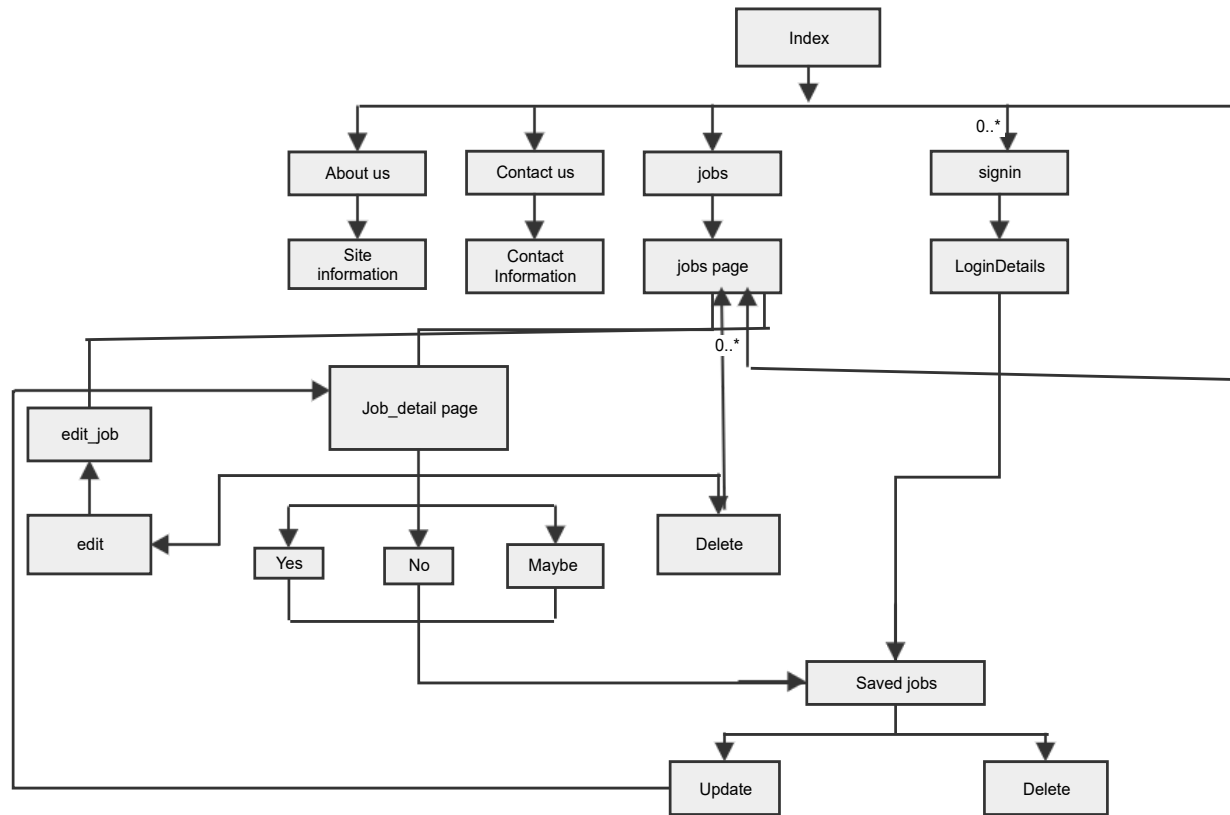 Index
0..*
About us
Contact us
jobs
signin
Site
information
Contact
Information
jobs page
LoginDetails
0..*
Job_detail page
edit_job
edit
Delete
Yes
No
Maybe
Saved jobs
Update
Delete